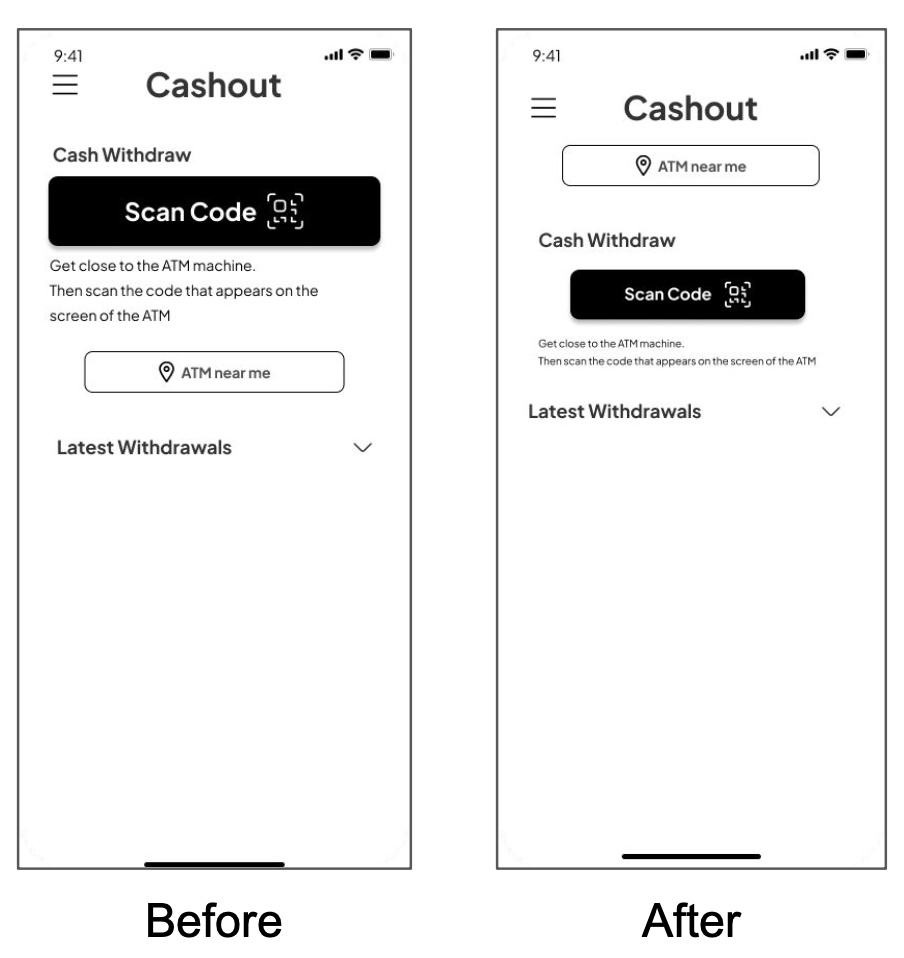 9:41
Cashout
Cash Withdraw
Scan Code
Get close to the ATM machine.
Then scan the code that appears on the
screen of the ATM
ATM near me
Latest Withdrawals
Before
9:41
Cashout
ATM near me
Cash Withdraw
Scan Code
Get close to the ATM machine.
Then scan the code that appears on the screen of the ATM
Latest Withdrawals
After